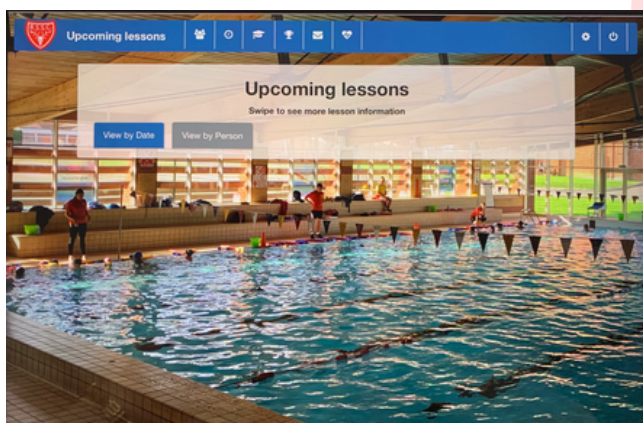 Upcoming lessons
Upcoming lessons
Swipe to see more lesson information
View by Date
View by Person